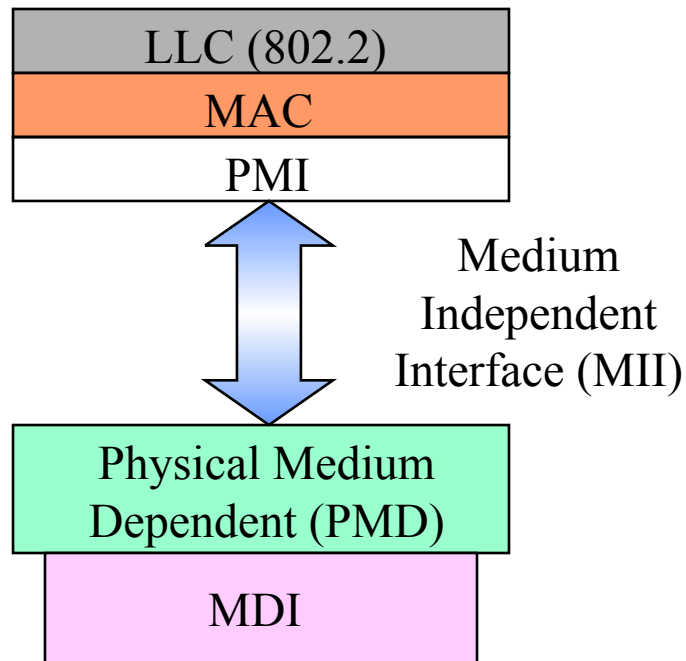 LLC (802.2)
MAC
PMI
Medium
Independent
Interface (MII)
Physical Medium
Dependent (PMD)
MDI